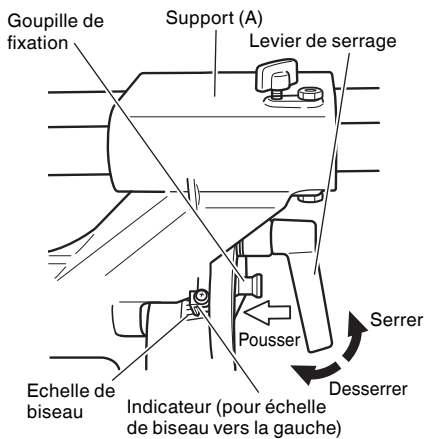 Goupille de
fixation
Support (A)
Levier de serrage
Serrer
Pousser
Desserrer
Echelle de
biseau
Indicateur (pour échelle
de biseau vers la gauche)